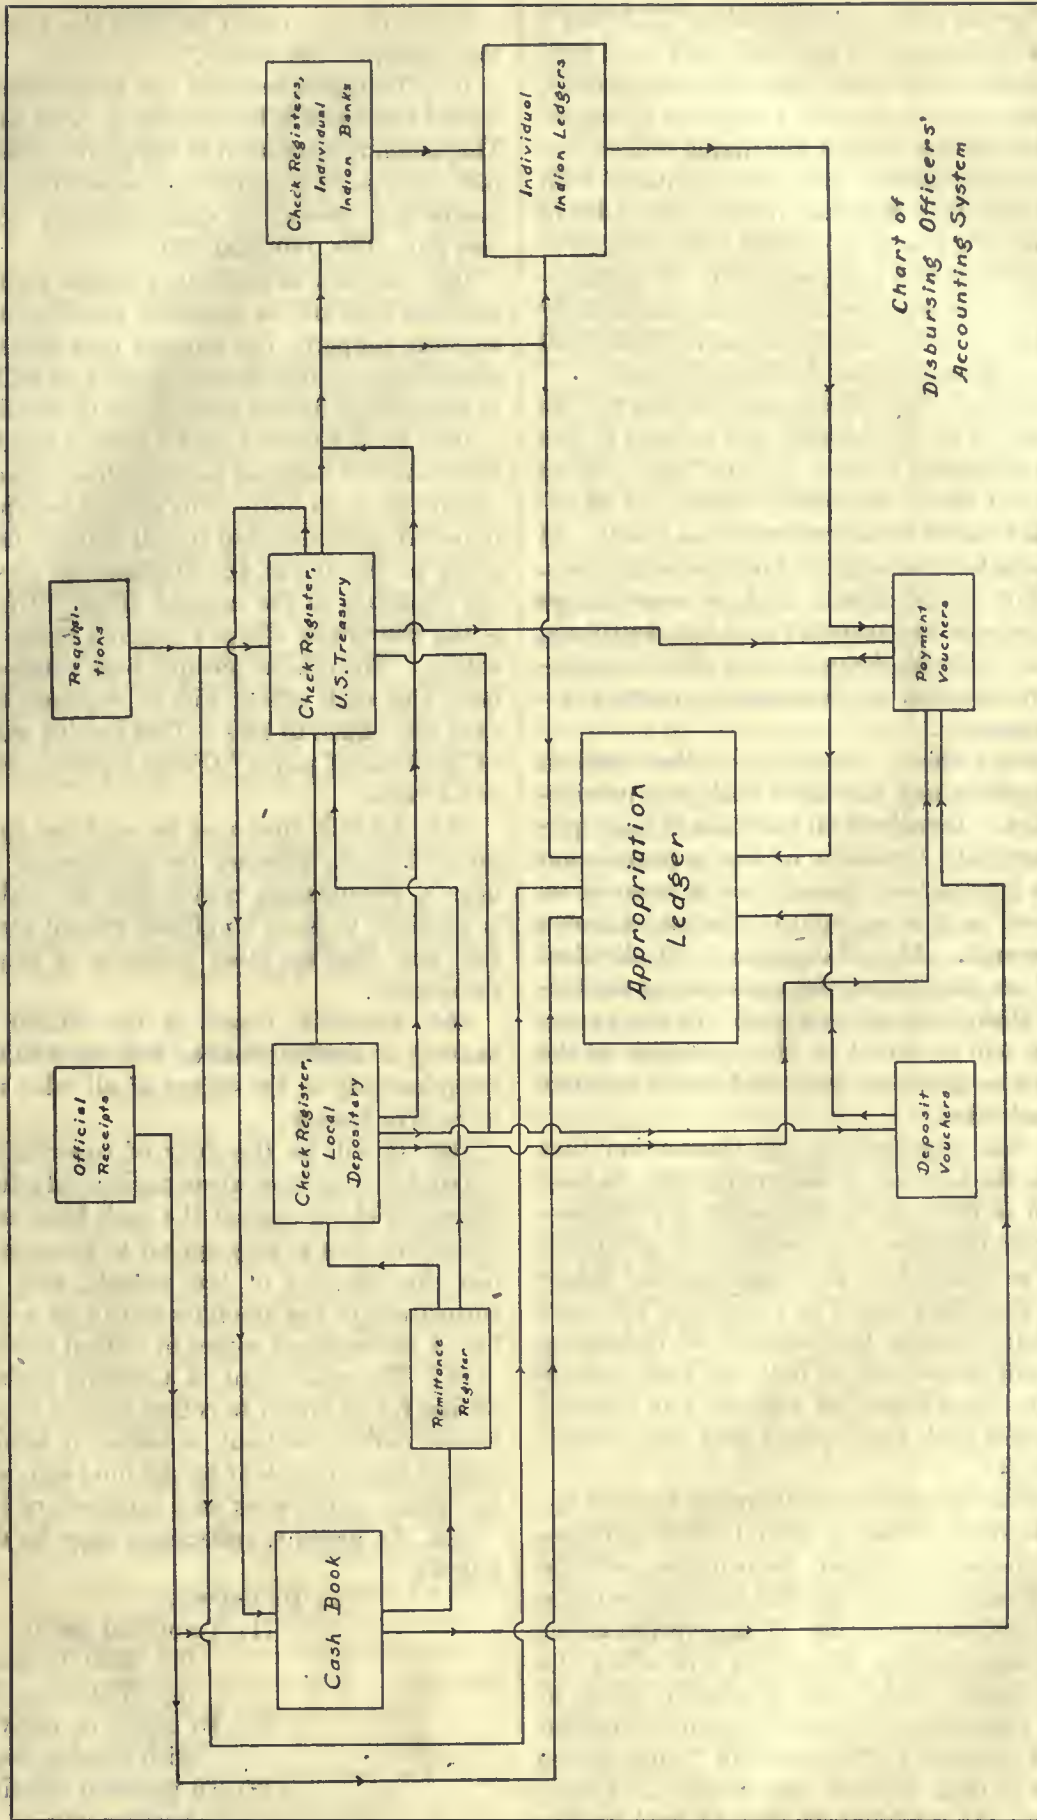 Official
Receipts
Requisi-
tions
Cash Book
Check Register,
Local
Depository
Check Register,
U.S. Treasury
Check Registers,
Individual
Indian Banks
Remittance
Register
Individual
Indian Ledgers
Appropriation
Ledger
Deposit
Vouchers
Payment
Vouchers
Chart of
Disbursing Officers'
Accounting System